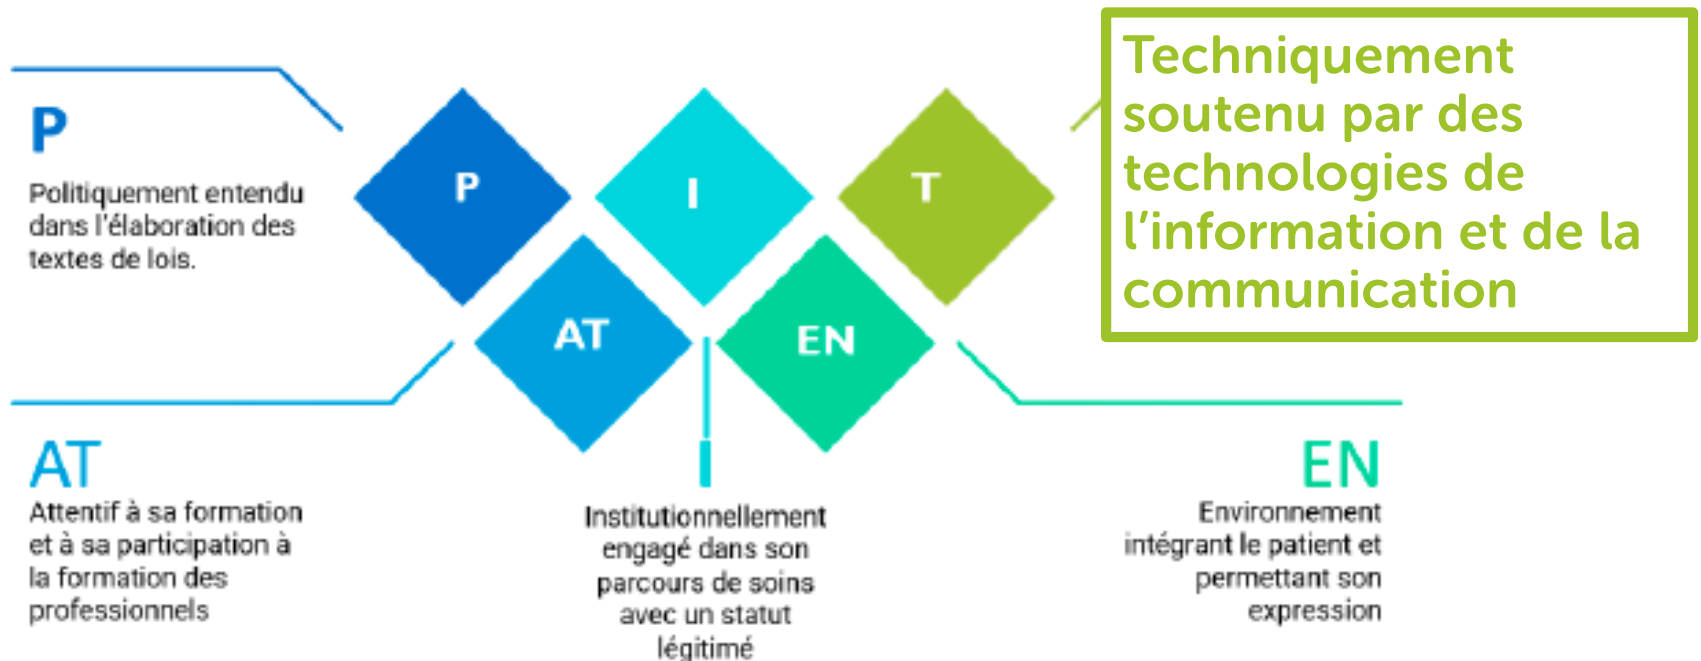 P
Politiquement entendu
dans l'élaboration des
textes de lois.
P
I
T
AT
EN
Techniquement
soutenu par des
technologies de
l’information et de la
communication
AT
Attentif à sa formation
et à sa participation à
la formation des
professionnels
I
Institutionnellement
engagé dans son
parcours de soins
avec un statut
légitimé
EN
Environnement
intégrant le patient et
permettant son
expression